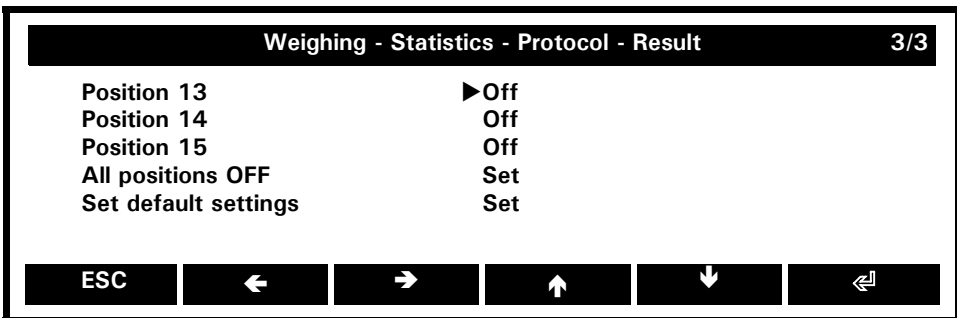 Weighing - Statistics - Protocol - Result 3/3
Position 13 ▶Off
Position 14 Off
Position 15 Off
All positions OFF Set
Set default settings Set
ESC ← → ↑ ↓ ↵